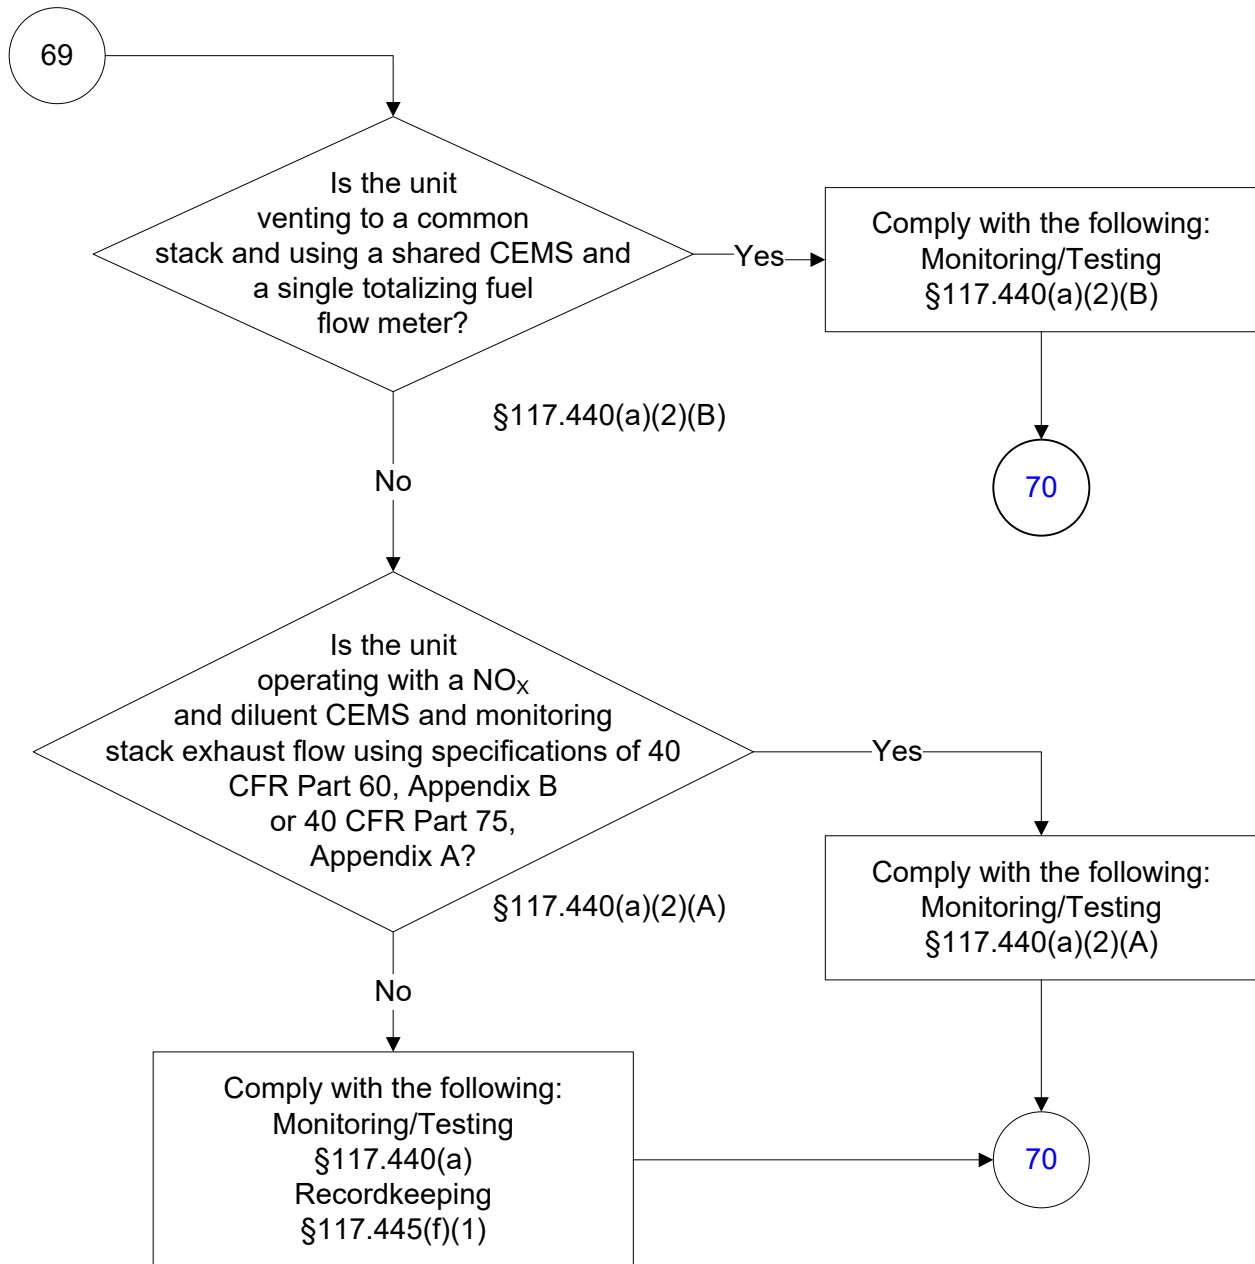 69
Is the unit
venting to a common
stack and using a shared CEMS and
a single totalizing fuel
flow meter?
Yes
Comply with the following:
Monitoring/Testing
§117.440(a)(2)(B)
§117.440(a)(2)(B)
No
70
Is the unit
operating with a NOX
and diluent CEMS and monitoring
stack exhaust flow using specifications of 40
CFR Part 60, Appendix B
or 40 CFR Part 75,
Appendix A?
Yes
§117.440(a)(2)(A)
Comply with the following:
Monitoring/Testing
§117.440(a)(2)(A)
No
Comply with the following:
Monitoring/Testing
§117.440(a)
Recordkeeping
§117.445(f)(1)
70